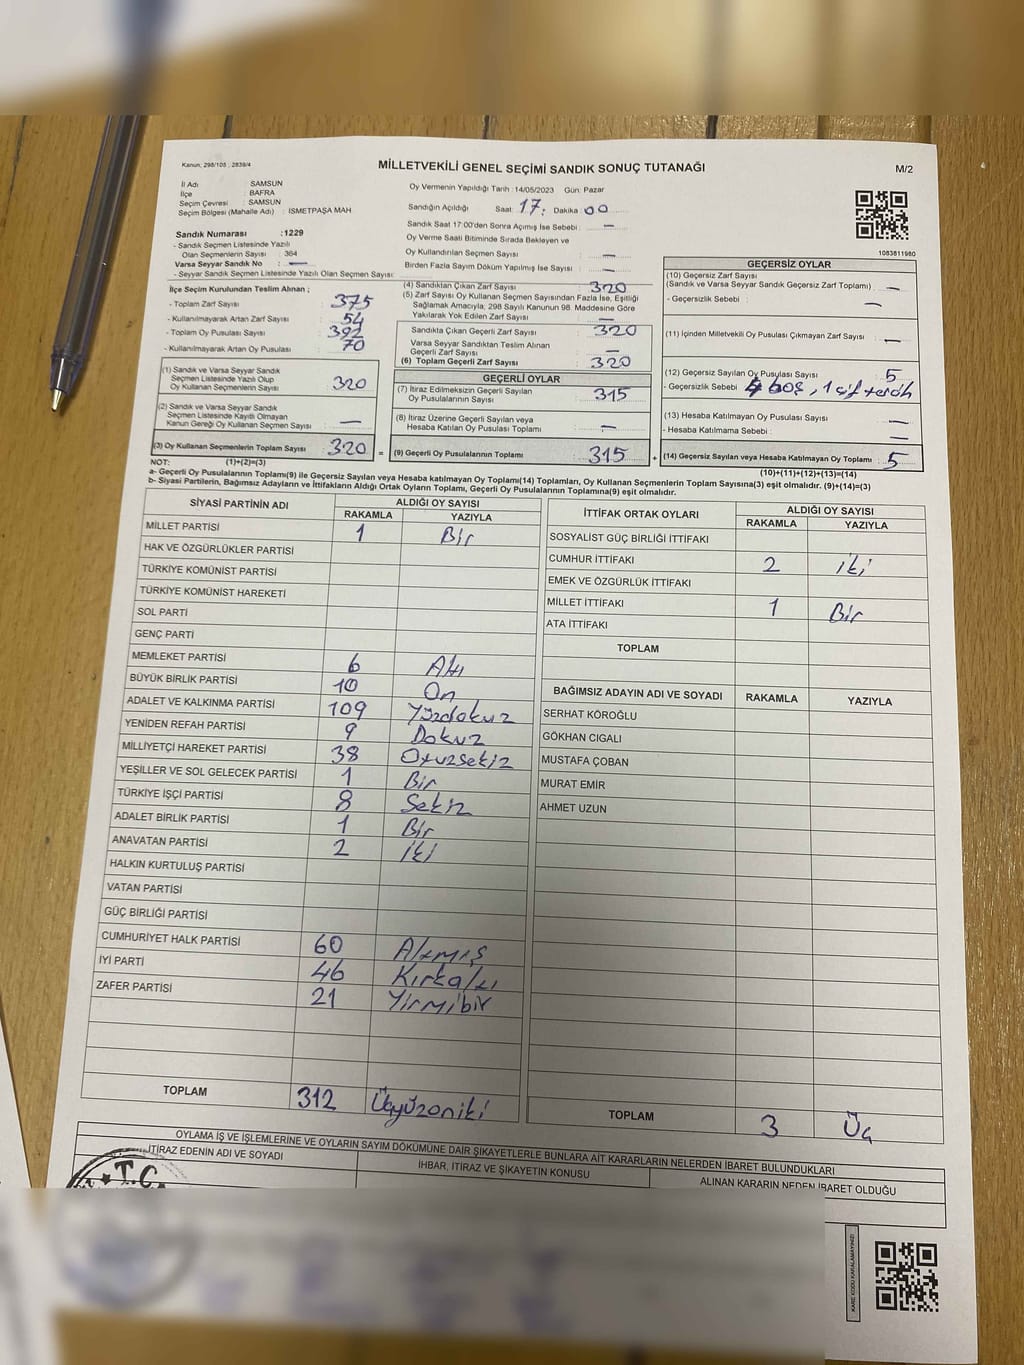 Kanun; 298/105 , 2839/4
MİLLETVEKİLİ GENEL SEÇİMİ SANDIK SONUÇ TUTANAĞI
M/2
İl Adı SAMSUN
İlçe BAFRA
Seçim Çevresi : SAMSUN
Seçim Bölgesi (Mahalle Adı) : İSMETPAŞA MAH
Sandık Numarası :1229
- Sandık Seçmen Listesinde Yazılı
Olan Seçmenlerin Sayısı : 364
Varsa Seyyar Sandık No : —
- Seyyar Sandık Seçmen Listesinde Yazılı Olan Seçmen Sayısı:
Oy Vermenin Yapıldığı Tarih : 14/05/2023 Gün: Pazar
Sandığın Açıldığı Saat: 17: Dakika 00
Sandık Saat 17:00'den Sonra Açımış İse Sebebi : —
Oy Verme Saati Bitiminde Sırada Bekleyen ve
Oy Kullandırılan Seçmen Sayısı : —
Birden Fazla Sayım Döküm Yapılmış İse Sayısı : —
1083811980
İlçe Seçim Kurulundan Teslim Alınan ;
- Toplam Zarf Sayısı : 375
- Kullanılmayarak Artan Zarf Sayısı : 54
- Toplam Oy Pusulası : 392
- Kullanılmayarak Artan Oy Pusulası : 70
(1) Sandık ve Varsa Seyyar Sandık
Seçmen Listesinde Yazılı Olup
Oy Kullanan Seçmenlerin Sayısı : 320
(2) Sandık ve Varsa Seyyar Sandık
Seçmen Listesinde Kayıtlı Olmayan
Kanun Gereği Oy Kullanan Seçmen Sayısı : —
(3) Oy Kullanan Seçmenlerin Toplam Sayısı : 320 =
(4) Sandıktan Çıkan Zarf Sayısı : 320
(5) Zarf Sayısı Oy Kullanan Seçmen Sayısından Fazla İse, Eşitliği
Sağlamak Amacıyla, 298 Sayılı Kanunun 98. Maddesine Göre
Yakılarak Yok Edilen Zarf Sayısı : —
Sandıkta Çıkan Geçerli Zarf Sayısı : 320
Varsa Seyyar Sandıktan Teslim Alınan
Geçerli Zarf Sayısı : —
(6) Toplam Geçerli Zarf Sayısı : 320
GEÇERLİ OYLAR
(7) İtiraz Edilmeksizin Geçerli Sayılan
Oy Pusulalarının Sayısı : 315
(8) İtiraz Üzerine Geçerli Sayılan veya
Hesaba Katılan Oy Pusulası Toplamı : —
(9) Geçerli Oy Pusulalarının Toplamı : 315 +
GEÇERSİZ OYLAR
(10) Geçersiz Zarf Sayısı
(Sandık ve Varsa Seyyar Sandık Geçersiz Zarf Toplamı) : —
- Geçersizlik Sebebi : —
(11) İçinden Milletvekili Oy Pusulası Çıkmayan Zarf Sayısı : —
(12) Geçersiz Sayılan Oy Pusulası Sayısı : 5
- Geçersizlik Sebebi : 4 boş, 1 çif tercih
(13) Hesaba Katılmayan Oy Pusulası Sayısı : —
- Hesaba Katılmama Sebebi : —
(14) Geçersiz Sayılan veya Hesaba Katılmayan Oy Toplamı : 5
NOT: (1)+(2)=(3)
(10)+(11)+(12)+(13)=(14)
a- Geçerli Oy Pusulalarının Toplamı(9) ile Geçersiz Sayılan veya Hesaba katılmayan Oy Toplamı(14) Toplamları, Oy Kullanan Seçmenlerin Toplam Sayısına(3) eşit olmalıdır. (9)+(14)=(3)
b- Siyasi Partilerin, Bağımsız Adayların ve İttifakların Aldığı Oy Ortak Oyların Toplamı, Geçerli Oy Pusulalarının Toplamına(9) eşit olmalıdır.
SİYASİ PARTİNİN ADI ALDIĞI OY SAYISI
RAKAMLA YAZIYLA
MİLLET PARTİSİ 1 Bir
HAK VE ÖZGÜRLÜKLER PARTİSİ
TÜRKİYE KOMÜNİST PARTİSİ
TÜRKİYE KOMÜNİST HAREKETİ
SOL PARTİ
GENÇ PARTİ
MEMLEKET PARTİSİ 6 Altı
BÜYÜK BİRLİK PARTİSİ 10 On
ADALET VE KALKINMA PARTİSİ 109 Yüzdokuz
YENİDEN REFAH PARTİSİ 9 Dokuz
MİLLİYETÇİ HAREKET PARTİSİ 38 Otuzsekiz
YEŞİLLER VE SOL GELECEK PARTİSİ 1 Bir
TÜRKİYE İŞÇİ PARTİSİ 8 Sekiz
ADALET BİRLİK PARTİSİ 1 Bir
ANAVATAN PARTİSİ 2 iki
HALKIN KURTULUŞ PARTİSİ
VATAN PARTİSİ
GÜÇ BİRLİĞİ PARTİSİ
CUMHURİYET HALK PARTİSİ 60 Altmış
İYİ PARTİ 46 Kırkaltı
ZAFER PARTİSİ 21 Yirmibir
TOPLAM 312 Üçyüzoniki
İTTİFAK ORTAK OYLARI ALDIĞI OY SAYISI
RAKAMLA YAZIYLA
SOSYALİST GÜÇ BİRLİĞİ İTTİFAKI
CUMHUR İTTİFAKI 2 iki
EMEK VE ÖZGÜRLÜK İTTİFAKI
MİLLET İTTİFAKI 1 Bir
ATA İTTİFAKI
TOPLAM
BAĞIMSIZ ADAYIN ADI VE SOYADI RAKAMLA YAZIYLA
SERHAT KÖROĞLU
GÖKHAN CIGALI
MUSTAFA ÇOBAN
MURAT EMİR
AHMET UZUN
TOPLAM 3 Üç
OYLAMA İŞ VE İŞLEMLERİNE VE OYLARIN SAYIM DÖKÜMÜNE DAİR ŞİKAYETLERLE BUNLARA AİT KARARLARIN NELERDEN İBARET BULUNDUKLARI
İTİRAZ EDENİN ADI VE SOYADI
İHBAR, İTİRAZ VE ŞİKAYETİN KONUSU
ALINAN KARARIN NEDEN İBARET OLDUĞU
T.C
KARE KODU KARALAMAYINIZ!